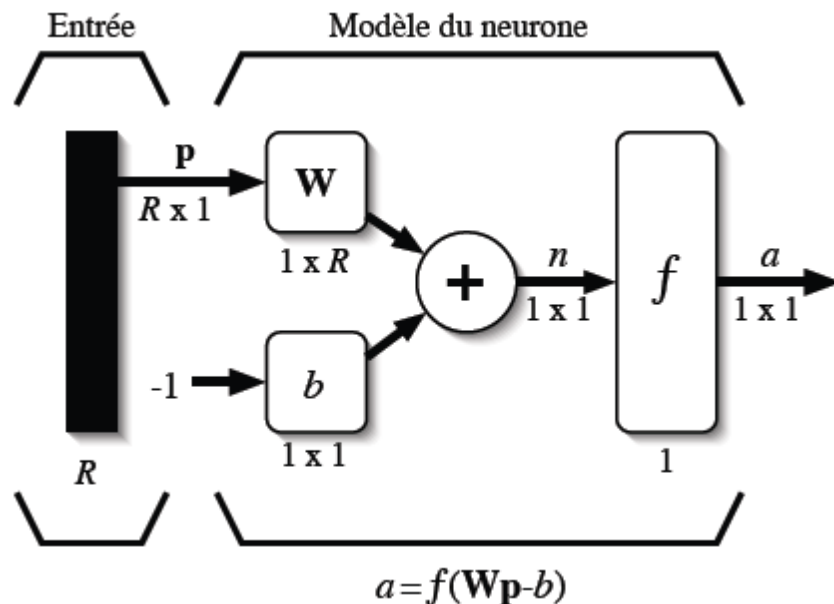 Entrée Modèle du neurone
p
R x 1
W
1 x R
+
n
1 x 1
f
a
1 x 1
-1
b
1 x 1
R
1
a=f(Wp-b)